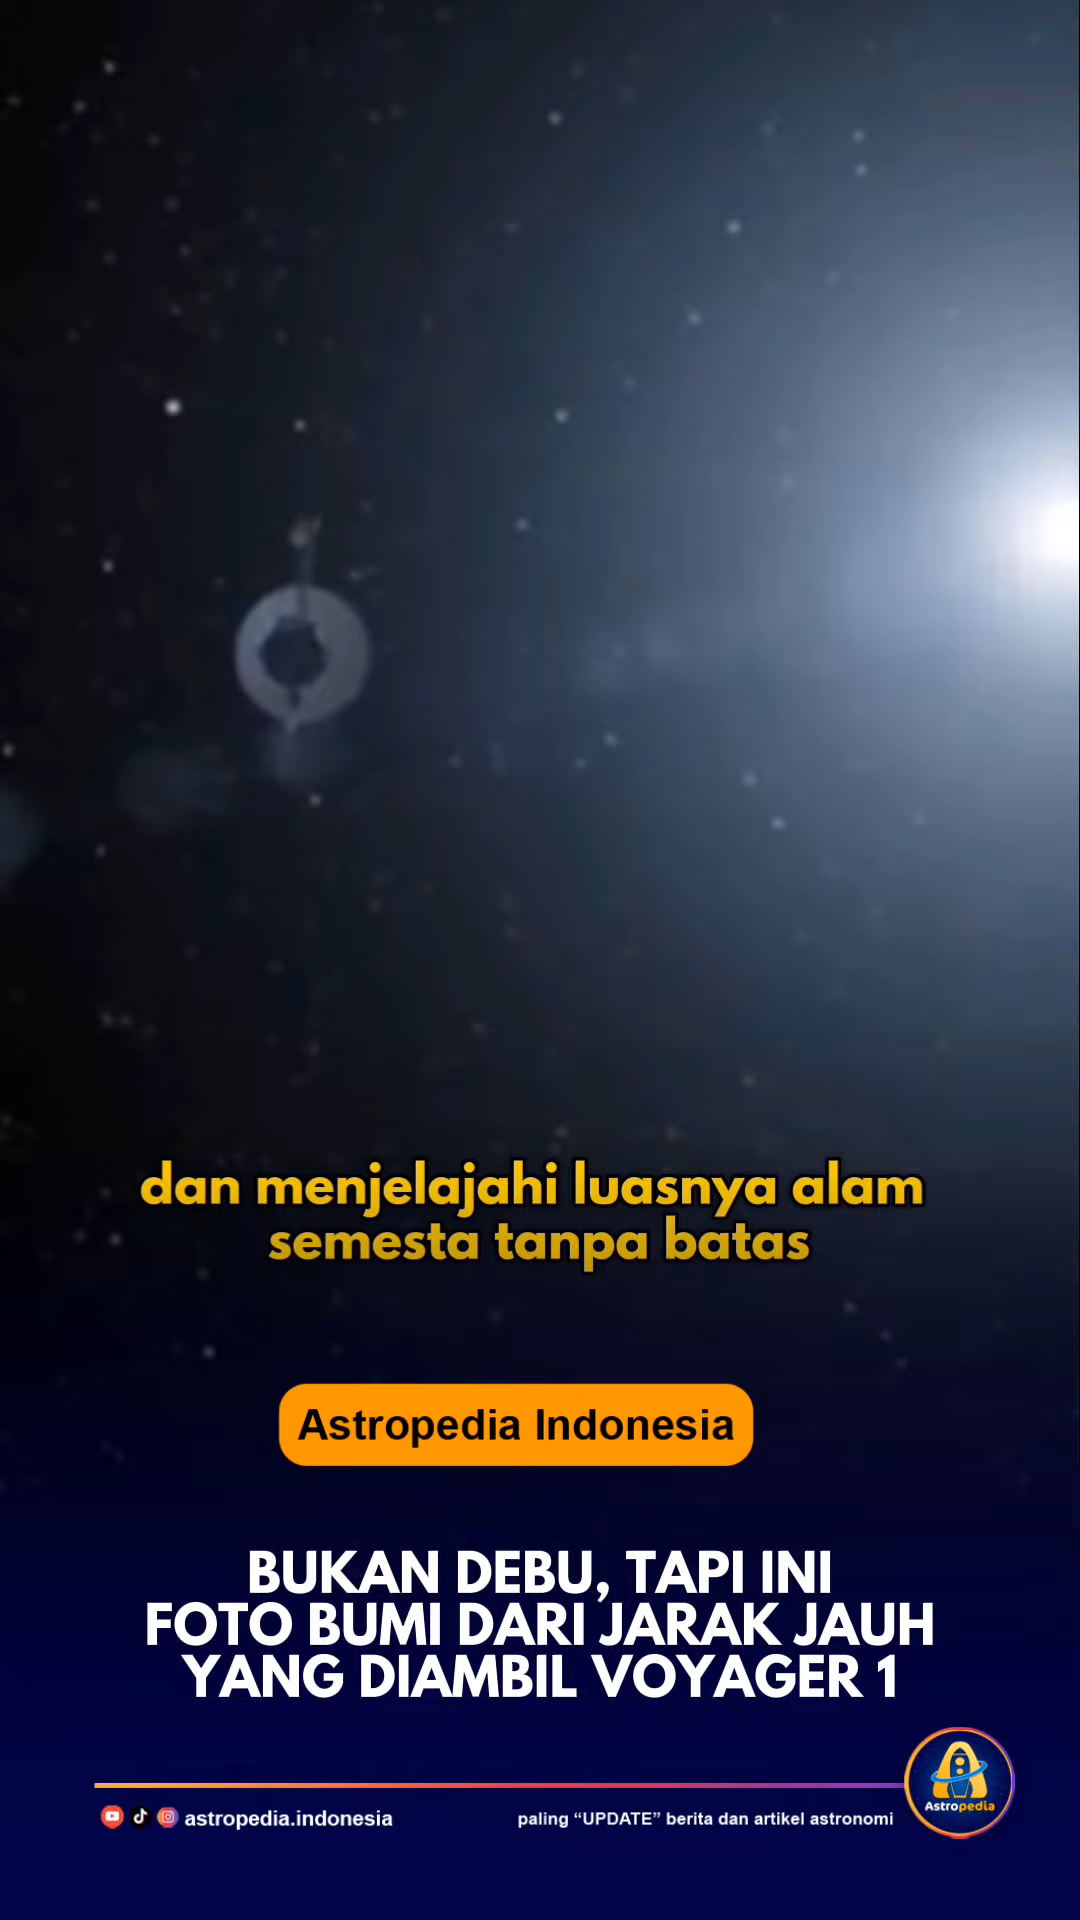 dan menjelajahi luasnya alam
semesta tanpa batas
Astropedia Indonesia
BUKAN DEBU, TAPI INI
FOTO BUMI DARI JARAK JAUH
YANG DIAMBIL VOYAGER 1
Astropedia
astropedia.indonesia
paling “UPDATE” berita dan artikel astronomi